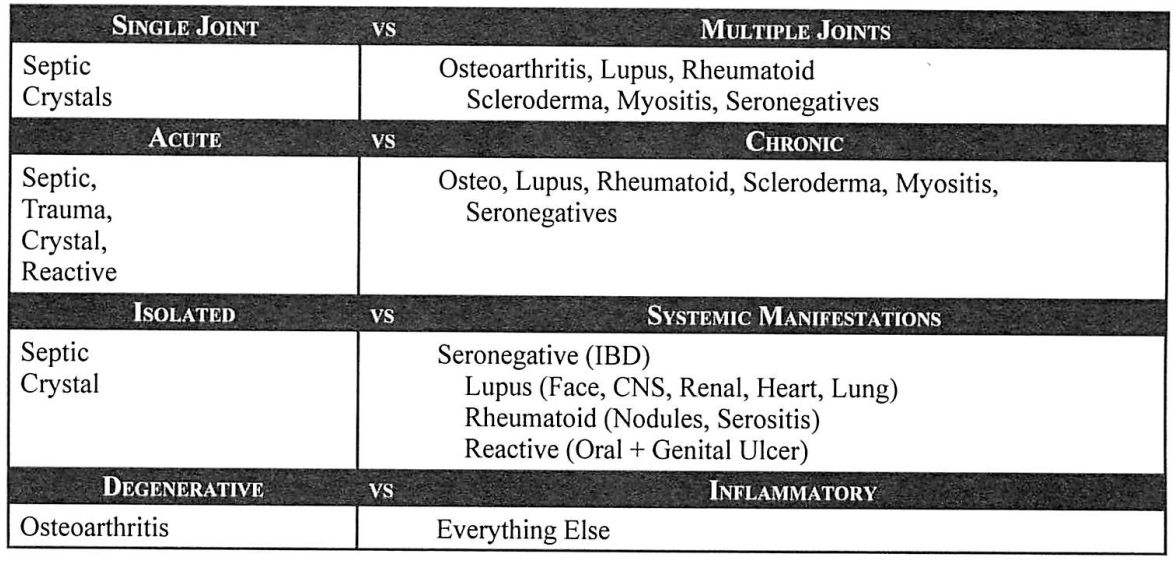 SINGLE JOINT VS MULTIPLE JOINTS
Septic Osteoarthritis, Lupus, Rheumatoid
Crystals Scleroderma, Myositis, Seronegatives
ACUTE VS CHRONIC
Septic, Osteo, Lupus, Rheumatoid, Scleroderma, Myositis,
Trauma, Seronegatives
Crystal,
Reactive
ISOLATED VS SYSTEMIC MANIFESTATIONS
Septic Seronegative (IBD)
Crystal Lupus (Face, CNS, Renal, Heart, Lung)
Rheumatoid (Nodules, Serositis)
Reactive (Oral + Genital Ulcer)
DEGENERATIVE VS INFLAMMATORY
Osteoarthritis Everything Else